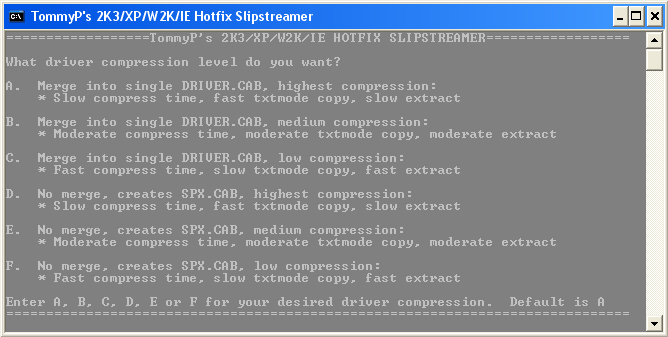 TommyP's 2K3/XP/W2K/IE Hotfix Slipstreamer
==================TommyP's 2K3/XP/W2K/IE HOTFIX SLIPSTREAMER==================
What driver compression level do you want?
A.  Merge into single DRIVER.CAB, highest compression:
* Slow compress time, fast txtmode copy, slow extract
B.  Merge into single DRIVER.CAB, medium compression:
* Moderate compress time, moderate txtmode copy, moderate extract
C.  Merge into single DRIVER.CAB, low compression:
* Fast compress time, slow txtmode copy, fast extract
D.  No merge, creates SPX.CAB, highest compression:
* Slow compress time, fast txtmode copy, slow extract
E.  No merge, creates SPX.CAB, medium compression:
* Moderate compress time, moderate txtmode copy, moderate extract
F.  No merge, creates SPX.CAB, low compression:
* Fast compress time, slow txtmode copy, fast extract
Enter A, B, C, D, E or F for your desired driver compression.  Default is A
==============================================================================